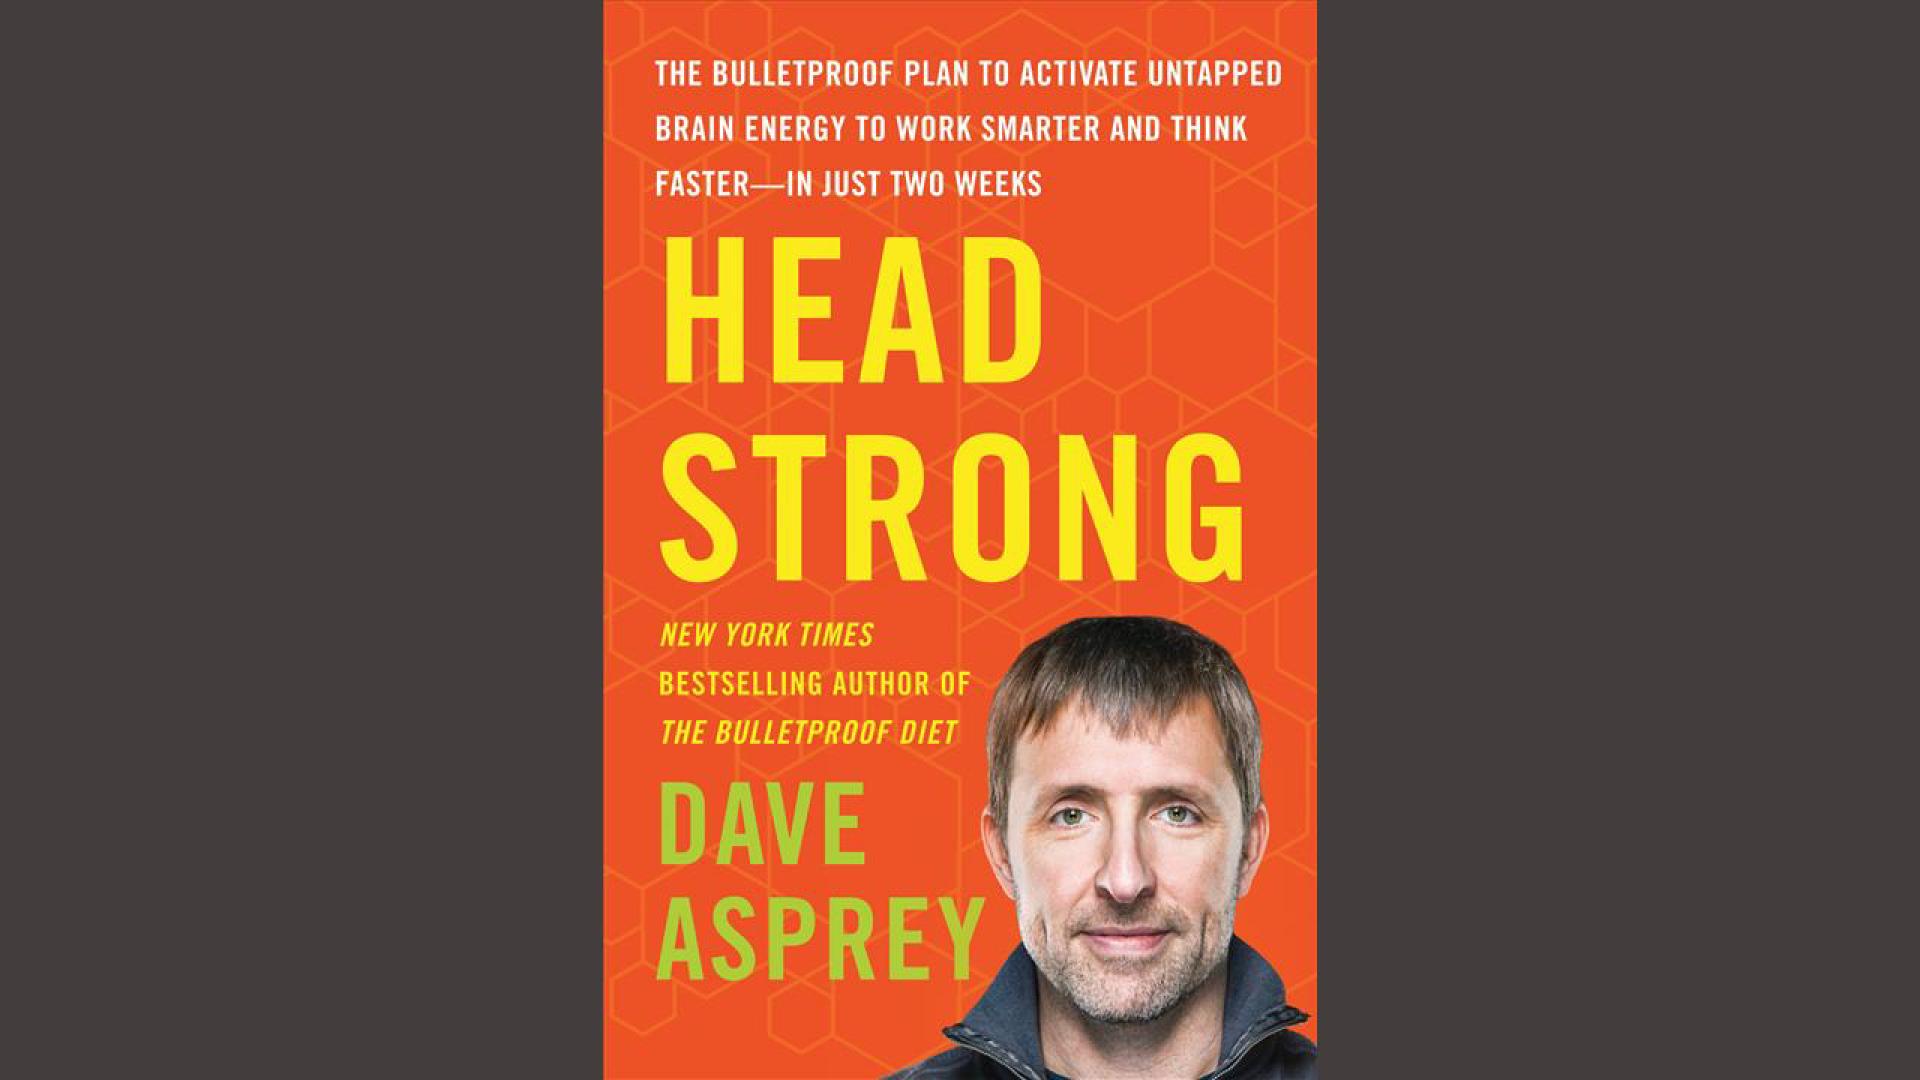 THE BULLETPROOF PLAN TO ACTIVATE UNTAPPED
BRAIN ENERGY TO WORK SMARTER AND THINK
FASTER—IN JUST TWO WEEKS
HEAD
STRONG
NEW YORK TIMES
BESTSELLING AUTHOR OF
THE BULLETPROOF DIET
DAVE
ASPREY